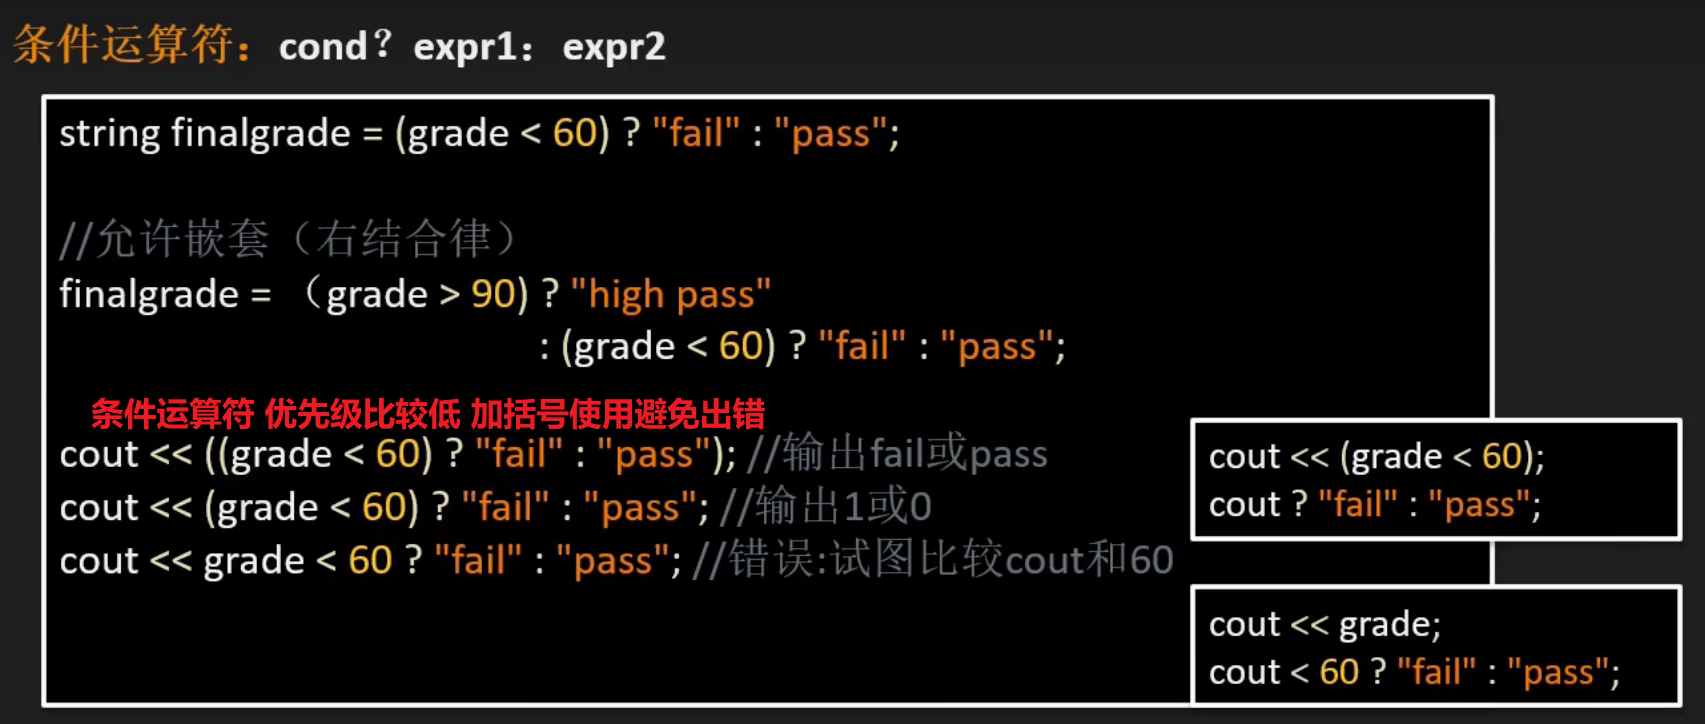 条件运算符：cond？expr1：expr2
string finalgrade = (grade < 60) ? "fail" : "pass";
//允许嵌套（右结合律）
finalgrade = （grade > 90) ? "high pass"
: (grade < 60) ? "fail" : "pass";
条件运算符 优先级比较低 加括号使用避免出错
cout << ((grade < 60) ? "fail" : "pass"); //输出fail或pass
cout << (grade < 60) ? "fail" : "pass"; //输出1或0
cout << grade < 60 ? "fail" : "pass"; //错误:试图比较cout和60
cout << (grade < 60);
cout ? "fail" : "pass";
cout << grade;
cout < 60 ? "fail" : "pass";